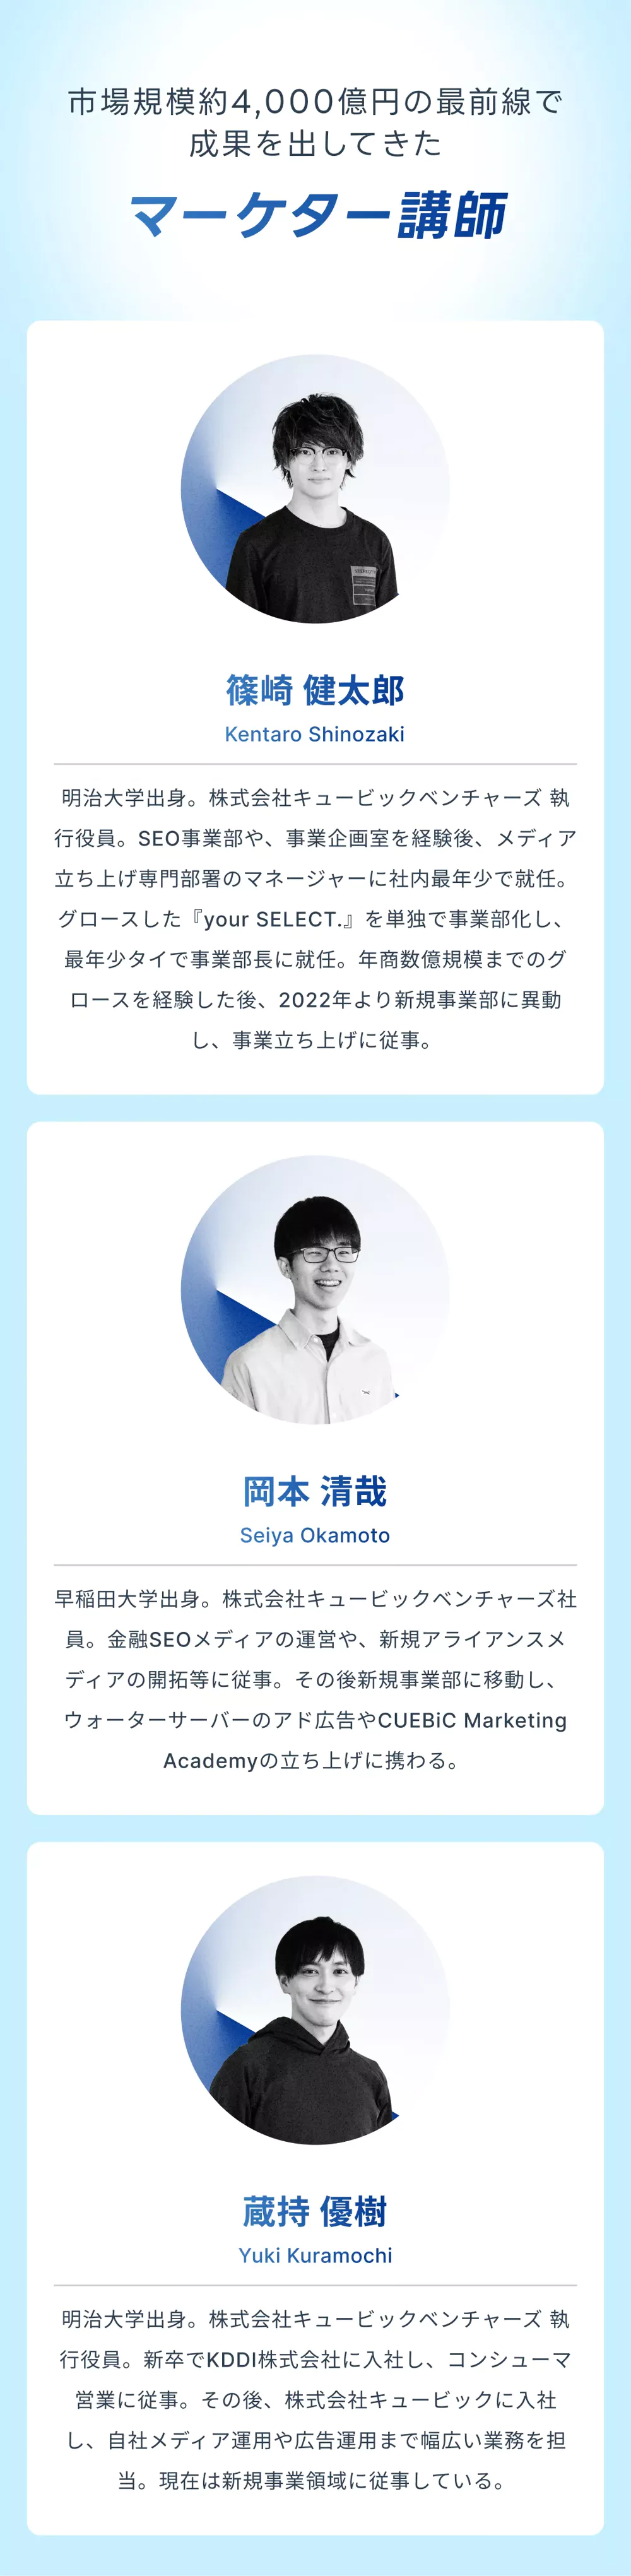 市場規模約4,000億円の最前線で
成果を出してきた
マーケター講師
篠崎 健太郎
Kentaro Shinozaki
明治大学出身。株式会社キュービックベンチャーズ 執
行役員。SEO事業部や、事業企画室を経験後、メディア
立ち上げ専門部署のマネージャーに社内最年少で就任。
グロースした『your SELECT.』を単独で事業部化し、
最年少タイで事業部長に就任。年商数億規模までのグ
ロースを経験した後、2022年より新規事業部に異動
し、事業立ち上げに従事。
岡本 清哉
Seiya Okamoto
早稲田大学出身。株式会社キュービックベンチャーズ社
員。金融SEOメディアの運営や、新規アライアンスメ
ディアの開拓等に従事。その後新規事業部に移動し、
ウォーターサーバーのアド広告やCUEBiC Marketing
Academyの立ち上げに携わる。
蔵持 優樹
Yuki Kuramochi
明治大学出身。株式会社キュービックベンチャーズ 執
行役員。新卒でKDDI株式会社に入社し、コンシューマ
営業に従事。その後、株式会社キュービックに入社
し、自社メディア運用や広告運用まで幅広い業務を担
当。現在は新規事業領域に従事している。